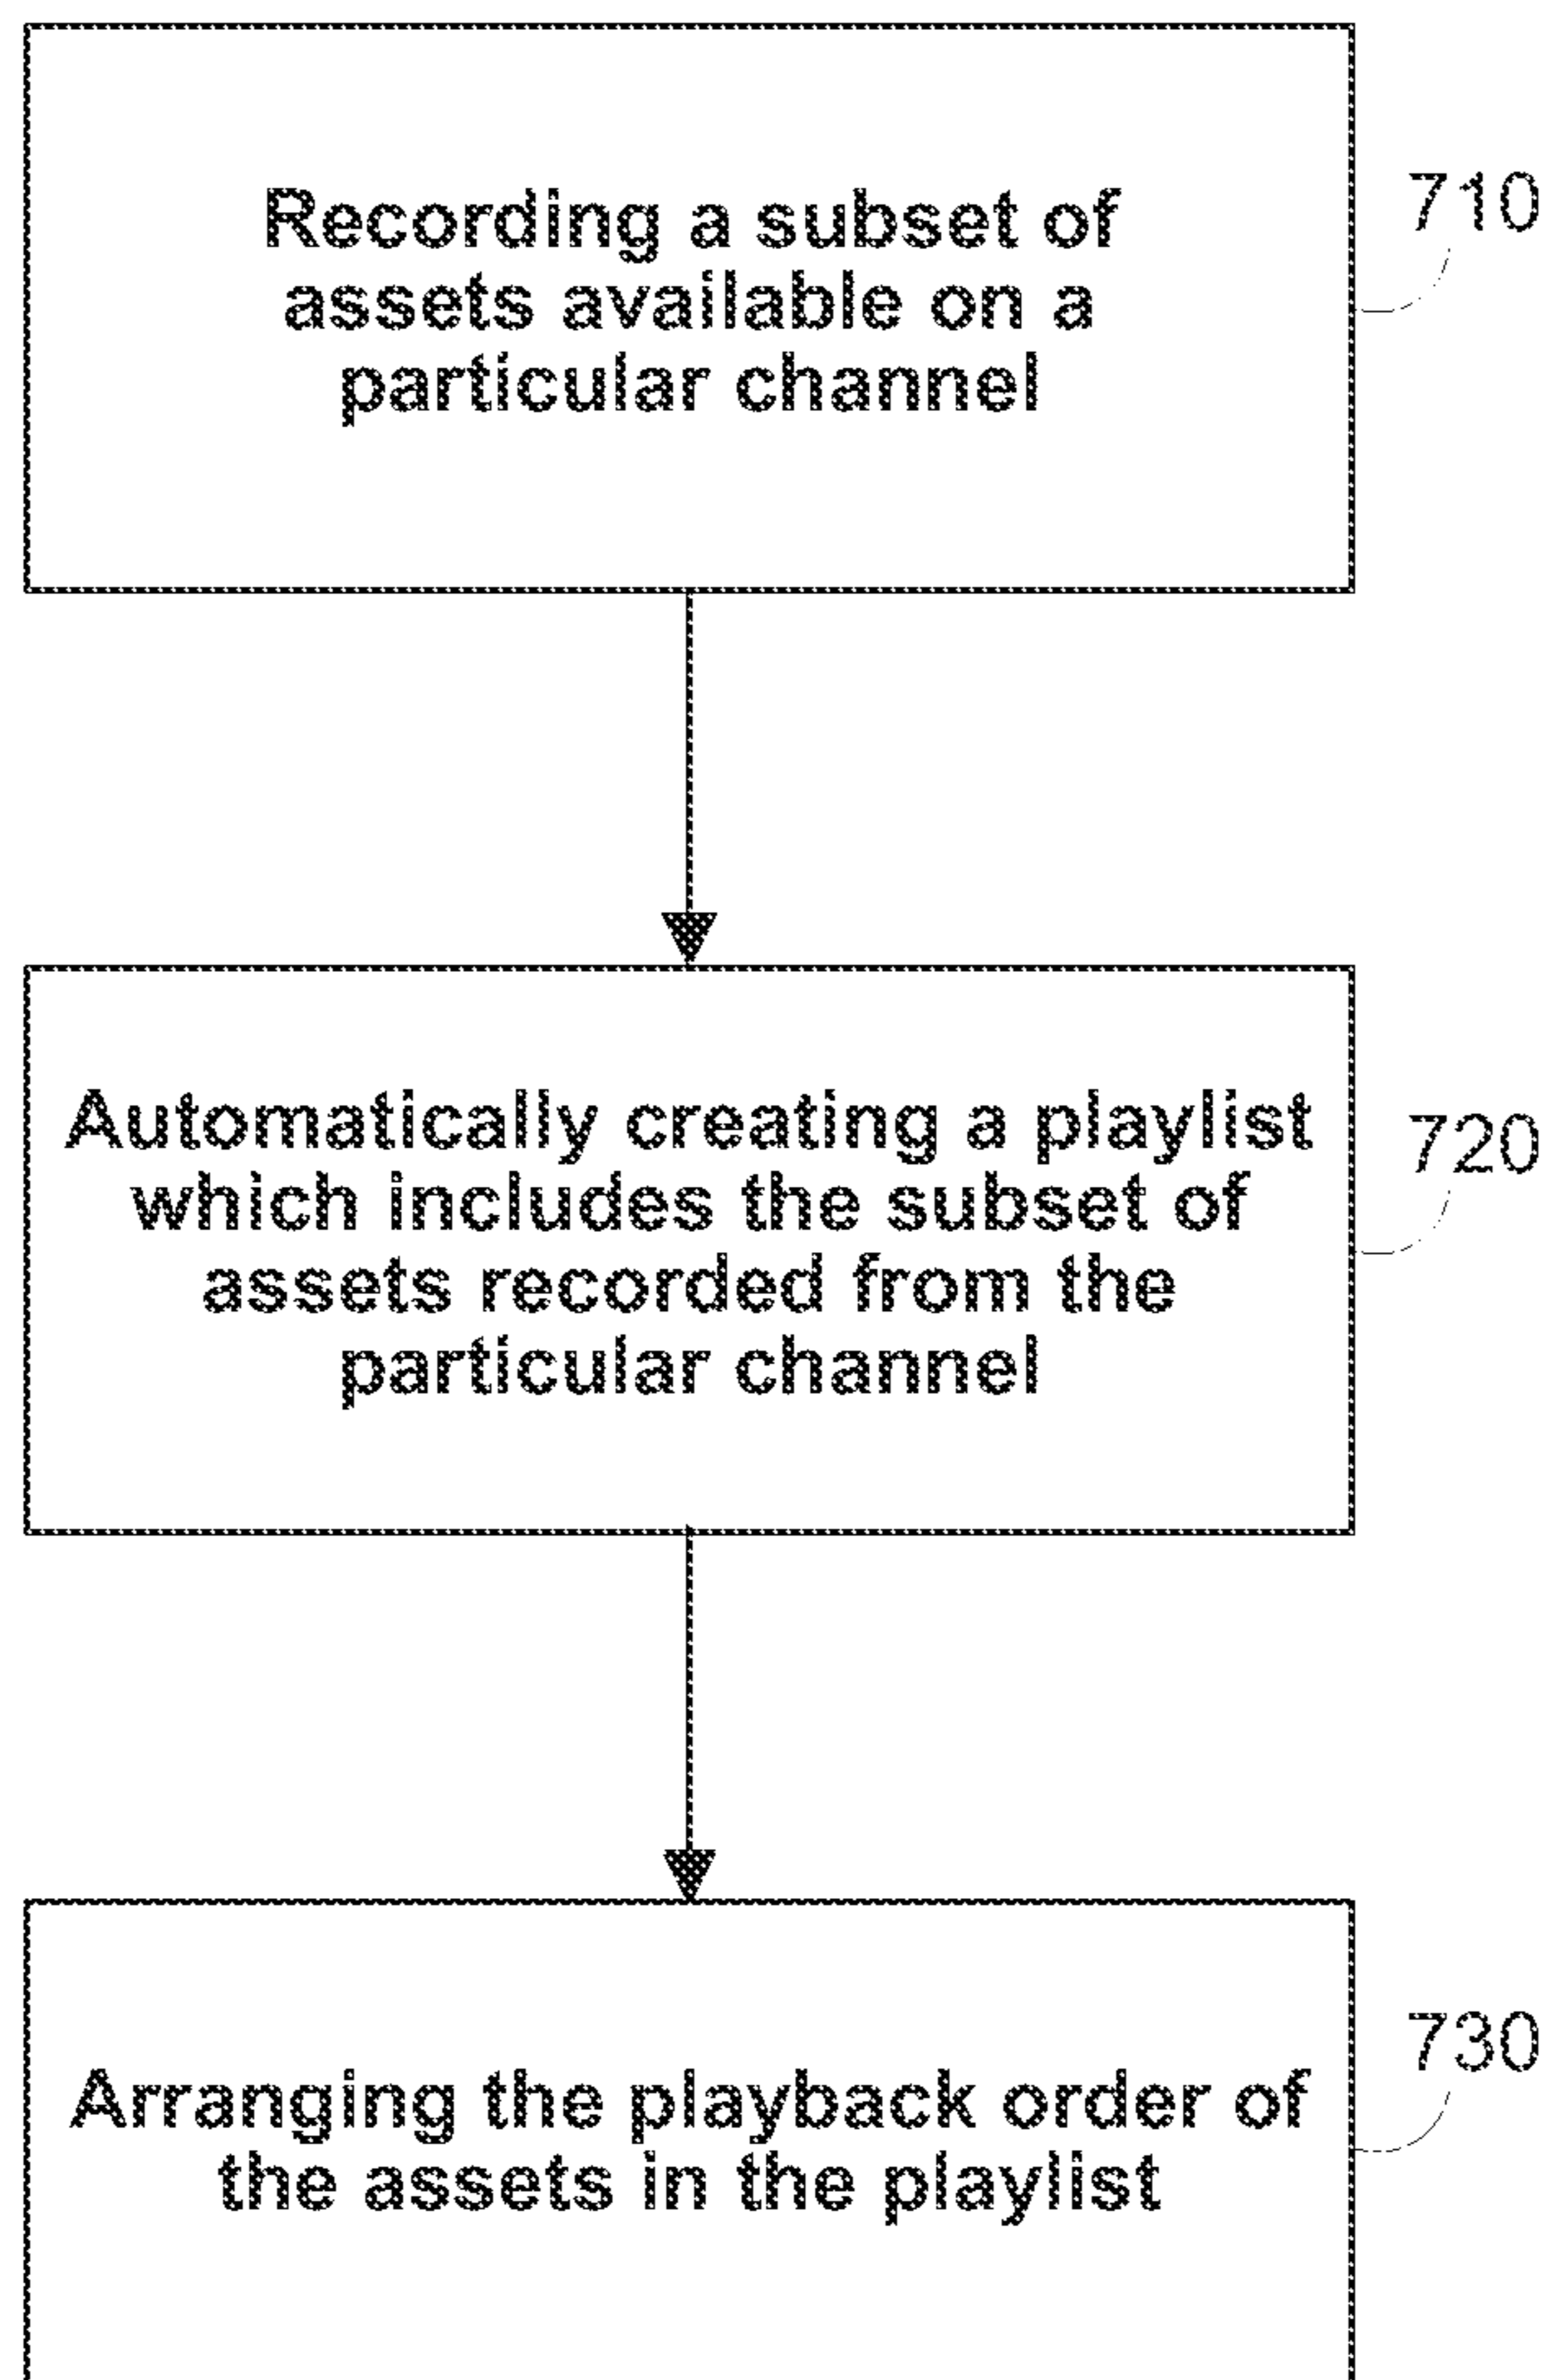 Recording a subset of
assets available on a
particular channel
710
Automatically creating a playlist
which includes the subset of
assets recorded from the
particular channel
720
Arranging the playback order of
the assets in the playlist
730